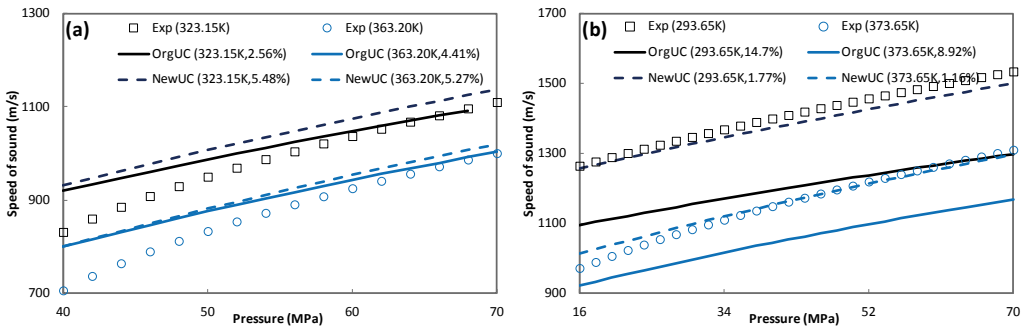 (a)
Exp (323.15K)
Exp (363.20K)
OrgUC (323.15K,2.56%)
OrgUC (363.20K,4.41%)
NewUC (323.15K,5.48%)
NewUC (363.20K,5.27%)
Speed of sound (m/s)
1300
1100
900
700
40
50
60
70
Pressure (MPa)
(b)
Exp (293.65K)
Exp (373.65K)
OrgUC (293.65K,14.7%)
OrgUC (373.65K,8.92%)
NewUC (293.65K,1.77%)
NewUC (373.65K,1.16%)
Speed of sound (m/s)
1700
1500
1300
1100
900
16
34
52
70
Pressure (MPa)